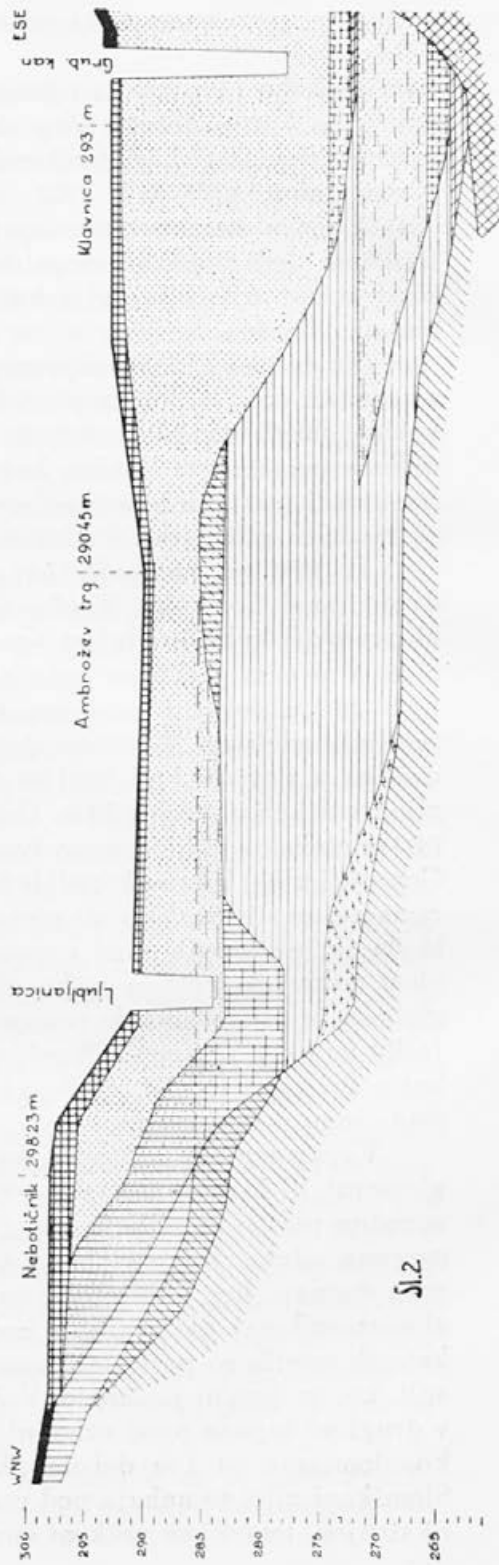 WNW
Nebotičnik 298 23 m
Ljubljanica
Ambrožev trg 290 45 m
Klavnica 293, m
Grub. kan
ESE
301
295
290
285
280
275
270
265
Sl.2